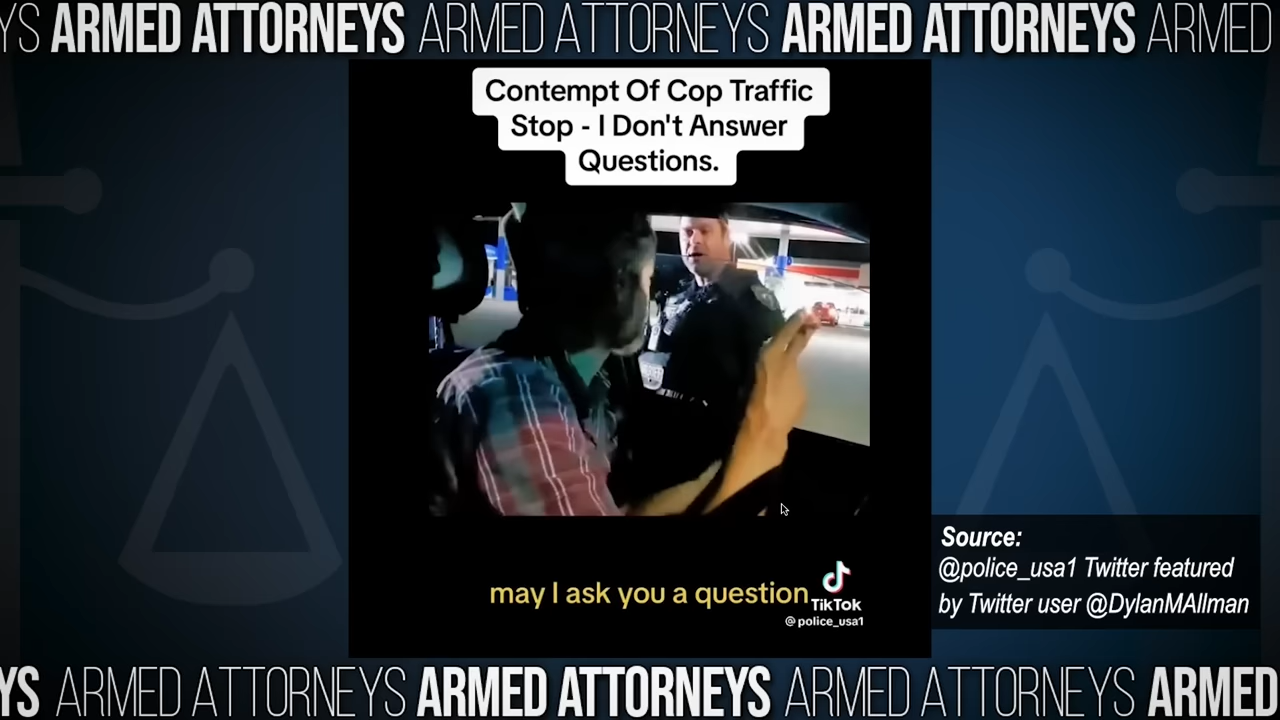 YS ARMED ATTORNEYS ARMED ATTORNEYS ARMED ATTORNEYS ARMED
Contempt Of Cop Traffic
Stop - I Don't Answer
Questions.
may I ask you a question
TikTok
@police_usa1
Source:
@police_usa1 Twitter featured
by Twitter user @DylanMAllman
YS ARMED ATTORNEYS ARMED ATTORNEYS ARMED ATTORNEYS ARMED